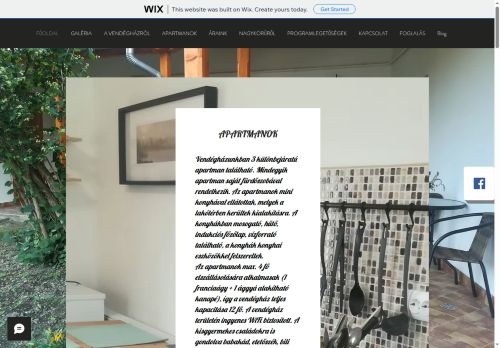 WiX | This website was built on Wix. Create yours today. Get Started
FŐOLDAL GALÉRIA A VENDÉGHÁZRÓL APARTMANOK ÁRAINK NAGYKÖRŰRŐL PROGRAMLEHETŐSÉGEK KAPCSOLAT FOGLALÁS Blog
APARTMANOK
Vendégházunkban 3 különbejáratú
apartman található. Mindegyik
apartman saját fürdőszobával
rendelkezik. Az apartmanok mini
konyhával ellátottak, melyek a
lakótérben kerültek kialakításra. A
konyhákban mosogató, hűtő,
indukciós főzőlap, vízforraló
található, a konyhák konyhai
eszközökkel felszereltek.
Az apartmanok max. 4 fő
elszállásolására alkalmasak (1
franciaágy + 1 ággyá alakítható
kanapé), így a vendégház teljes
kapacitása 12 fő. A vendégház
területén ingyenes WiFi biztosított. A
kisgyermekes családokra is
gondolva babakád, etetőszék, bili